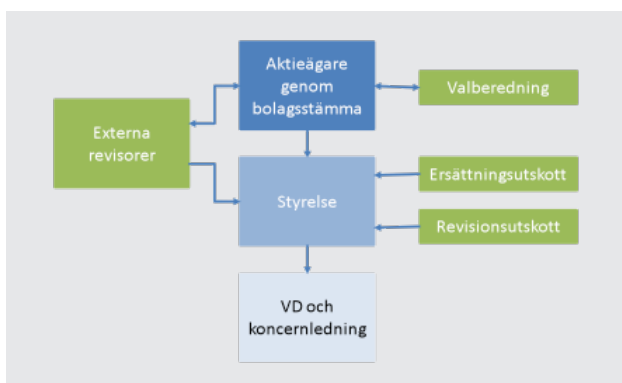 Aktieägare
genom
bolagsstämma
Valberedning
Externa
revisorer
Ersättningsutskott
Styrelse
Revisionsutskott
VD och
koncernledning